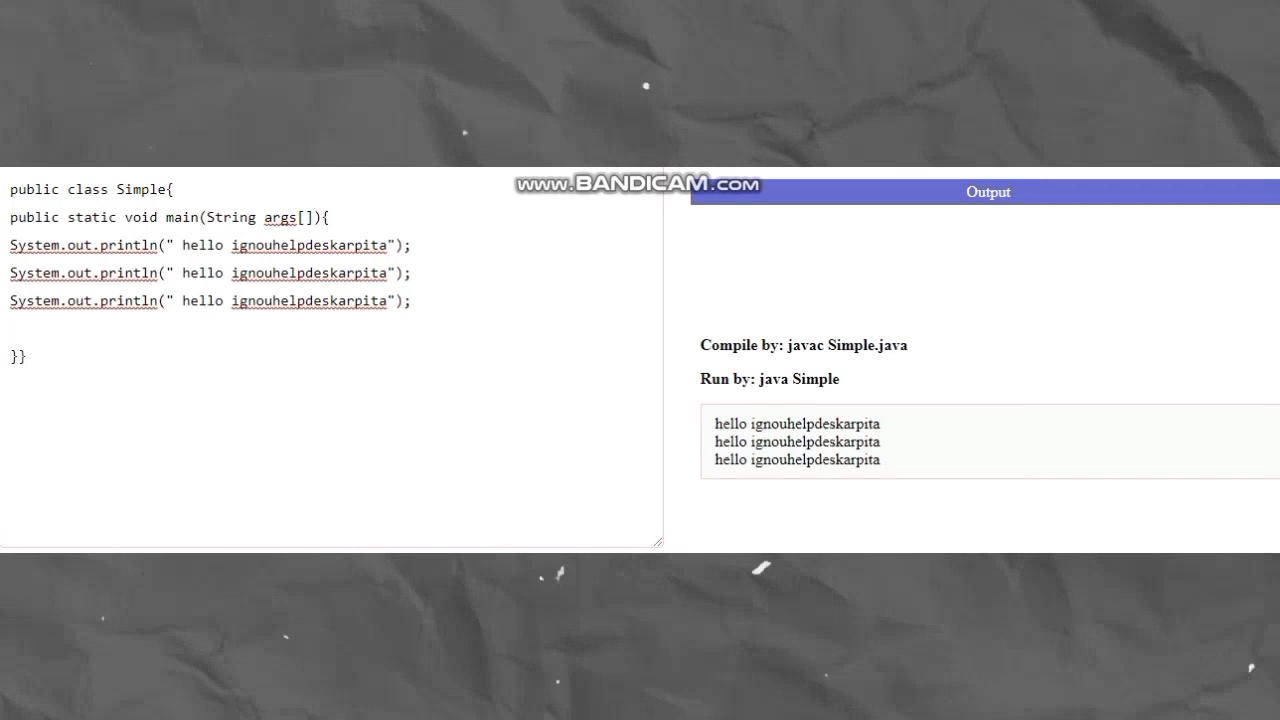 www.BANDICAM.com
public class Simple{
public static void main(String args[]){
System.out.println(" hello ignouhelpdeskarpita");
System.out.println(" hello ignouhelpdeskarpita");
System.out.println(" hello ignouhelpdeskarpita");
}}
Output
Compile by: javac Simple.java
Run by: java Simple
hello ignouhelpdeskarpita
hello ignouhelpdeskarpita
hello ignouhelpdeskarpita